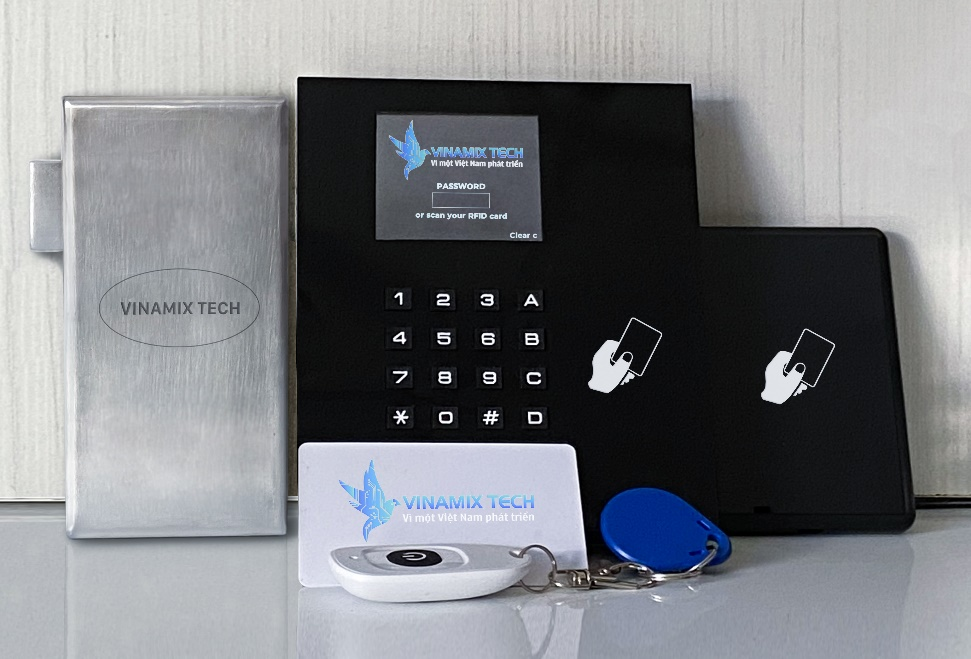 VINAMIX TECH
VINAMIX TECH
Vì một Việt Nam phát triển
PASSWORD
or scan your RFID card
Clear c
1 2 3 A
4 5 6 B
7 8 9 C
* 0 # D
VINAMIX TECH
Vì một Việt Nam phát triển